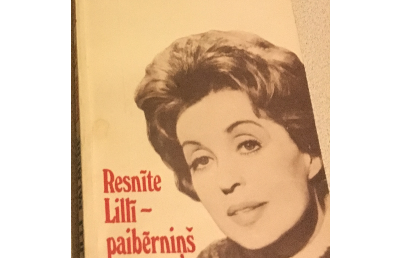 Resnīte
Lillī –
paibērniņš